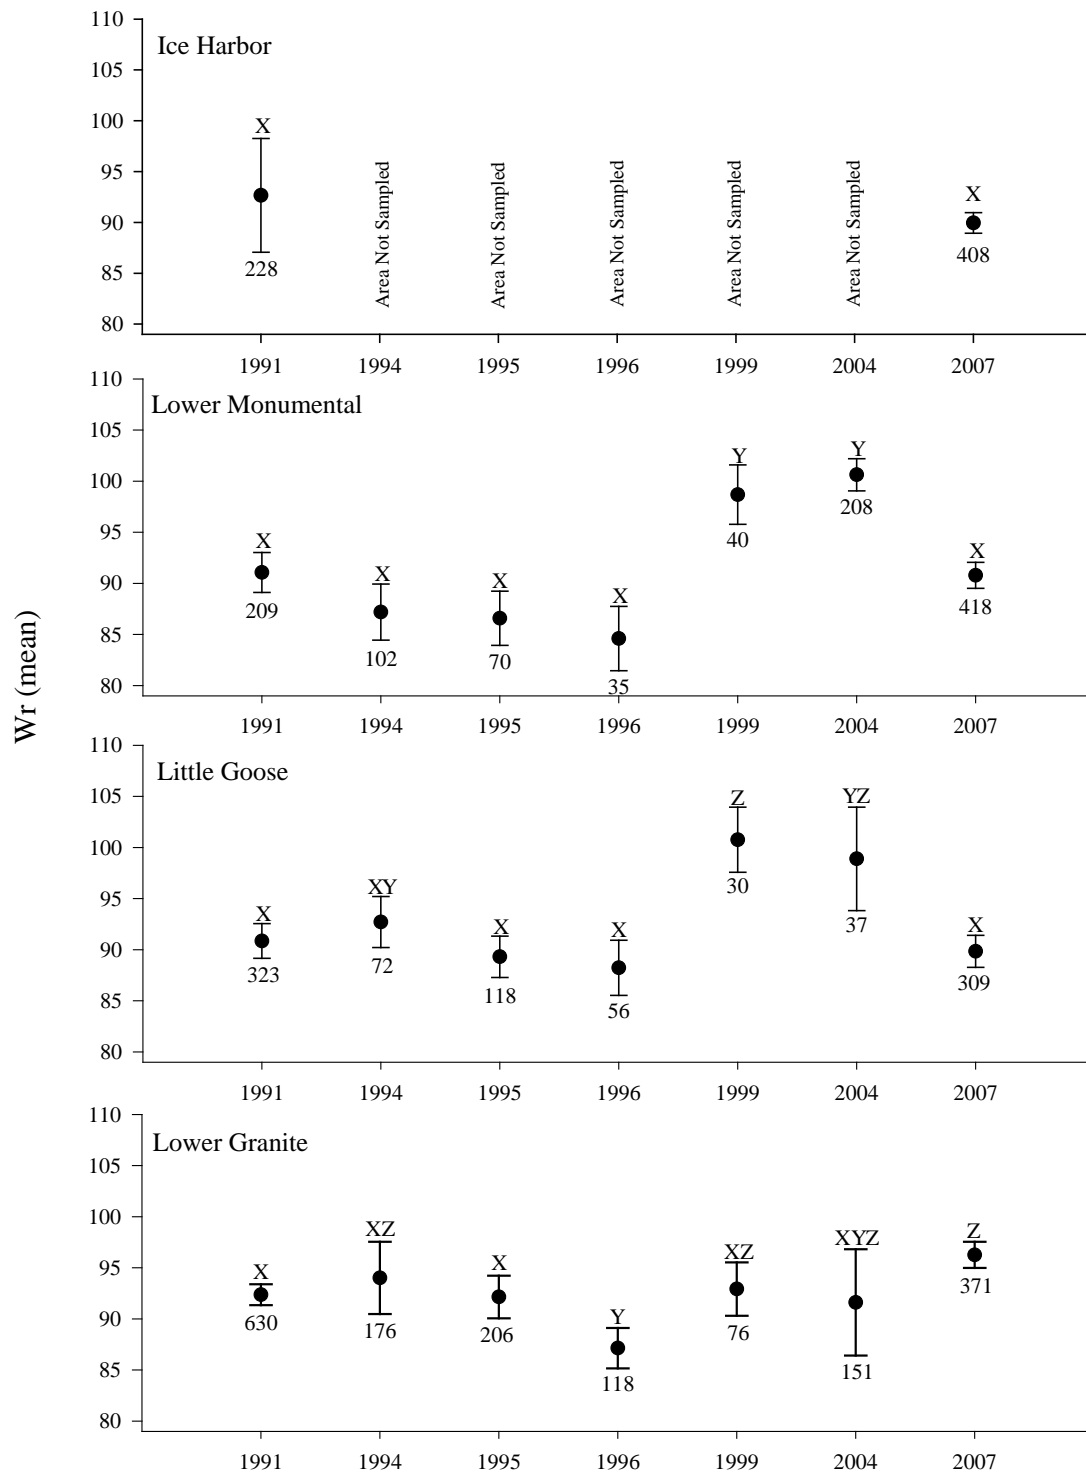 110
Ice Harbor
105
100
95
90
85
80
X
228
Area Not Sampled
Area Not Sampled
Area Not Sampled
Area Not Sampled
Area Not Sampled
X
408
1991 1994 1995 1996 1999 2004 2007
Wr (mean)
110
Lower Monumental
105
100
95
90
85
80
X
209
X
102
X
70
X
35
Y
40
Y
208
X
418
1991 1994 1995 1996 1999 2004 2007
110
Little Goose
105
100
95
90
85
80
X
323
XY
72
X
118
X
56
Z
30
YZ
37
X
309
1991 1994 1995 1996 1999 2004 2007
110
Lower Granite
105
100
95
90
85
80
X
630
XZ
176
X
206
Y
118
XZ
76
XYZ
151
Z
371
1991 1994 1995 1996 1999 2004 2007